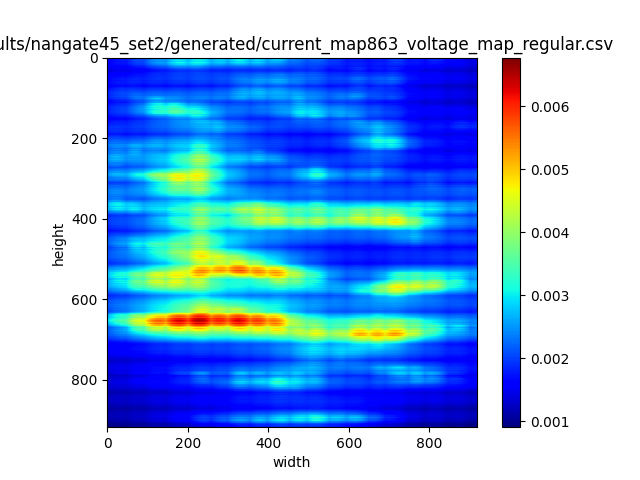 ults/nangate45_set2/generated/current_map863_voltage_map_regular.csv
0
200
400
600
800
height
0 200 400 600 800
width
0.006
0.005
0.004
0.003
0.002
0.001